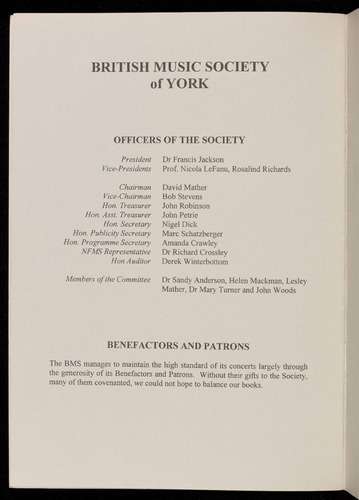 BRITISH MUSIC SOCIETY
of YORK
OFFICERS OF THE SOCIETY
President Dr Francis Jackson
Vice-Presidents Prof. Nicola LeFanu, Rosalind Richards
Chairman David Mather
Vice-Chairman Bob Stevens
Hon. Treasurer John Robinson
Hon. Asst. Treasurer John Petrie
Hon. Secretary Nigel Dick
Hon. Publicity Secretary Marc Schatzberger
Hon. Programme Secretary Amanda Crawley
NFMS Representative Dr Richard Crossley
Hon Auditor Derek Winterbottom
Members of the Committee Dr Sandy Anderson, Helen Mackman, Lesley
Mather, Dr Mary Turner and John Woods
BENEFACTORS AND PATRONS
The BMS manages to maintain the high standard of its concerts largely through
the generosity of its Benefactors and Patrons. Without their gifts to the Society,
many of them covenanted, we could not hope to balance our books.